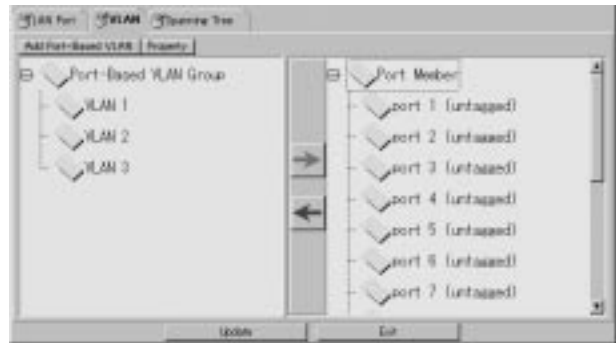 LAN Port VLAN Spanning Tree
Add Port-Based VLAN Property
Port-Based VLAN Group
VLAN 1
VLAN 2
VLAN 3
Port Member
port 1 (untagged)
port 2 (untagged)
port 3 (untagged)
port 4 (untagged)
port 5 (untagged)
port 6 (untagged)
port 7 (untagged)
Update Exit